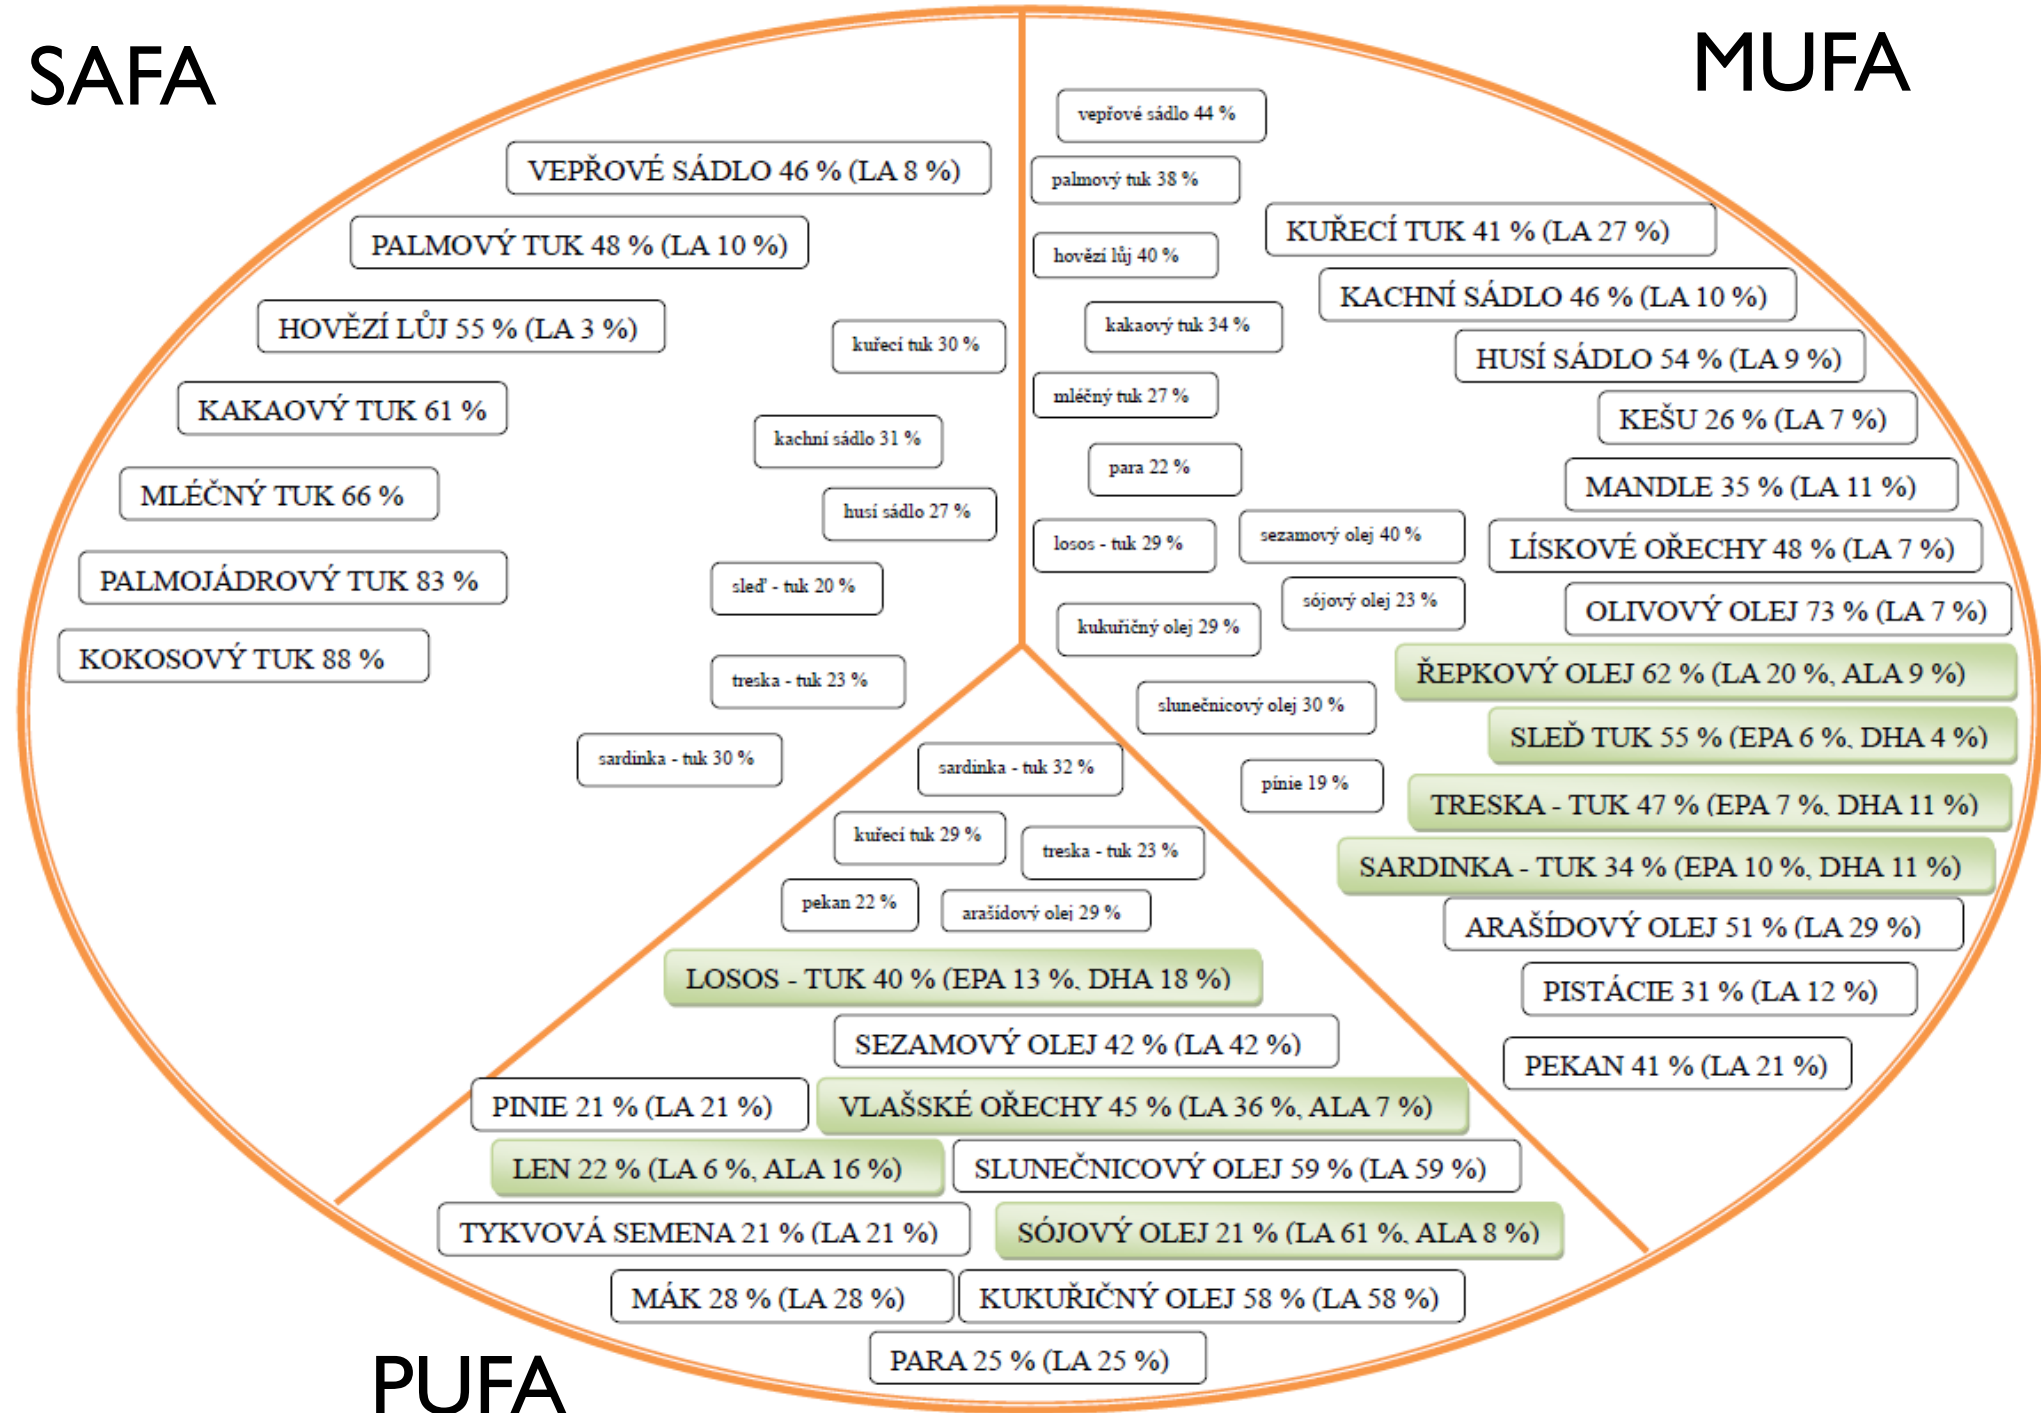 SAFA
MUFA
PUFA
VEPŘOVÉ SÁDLO 46 % (LA 8 %)
PALMOVÝ TUK 48 % (LA 10 %)
HOVĚZÍ LŮJ 55 % (LA 3 %)
kuřecí tuk 30 %
KAKAOVÝ TUK 61 %
kachní sádlo 31 %
MLÉČNÝ TUK 66 %
husí sádlo 27 %
PALMOJÁDROVÝ TUK 83 %
sleď - tuk 20 %
KOKOSOVÝ TUK 88 %
treska - tuk 23 %
sardinka - tuk 30 %
vepřové sádlo 44 %
palmový tuk 38 %
KUŘECÍ TUK 41 % (LA 27 %)
hovězí lůj 40 %
KACHNÍ SÁDLO 46 % (LA 10 %)
kakaový tuk 34 %
HUSÍ SÁDLO 54 % (LA 9 %)
mléčný tuk 27 %
KEŠU 26 % (LA 7 %)
para 22 %
MANDLE 35 % (LA 11 %)
losos - tuk 29 %
sezamový olej 40 %
LÍSKOVÉ OŘECHY 48 % (LA 7 %)
sójový olej 23 %
OLIVOVÝ OLEJ 73 % (LA 7 %)
kukuřičný olej 29 %
ŘEPKOVÝ OLEJ 62 % (LA 20 %, ALA 9 %)
slunečnicový olej 30 %
SLEĎ TUK 55 % (EPA 6 %, DHA 4 %)
pínie 19 %
TRESKA - TUK 47 % (EPA 7 %, DHA 11 %)
SARDINKA - TUK 34 % (EPA 10 %, DHA 11 %)
ARAŠÍDOVÝ OLEJ 51 % (LA 29 %)
PISTÁCIE 31 % (LA 12 %)
PEKAN 41 % (LA 21 %)
sardinka - tuk 32 %
kuřecí tuk 29 %
treska - tuk 23 %
pekan 22 %
arašídový olej 29 %
LOSOS - TUK 40 % (EPA 13 %, DHA 18 %)
SEZAMOVÝ OLEJ 42 % (LA 42 %)
PINIE 21 % (LA 21 %)
VLAŠSKÉ OŘECHY 45 % (LA 36 %, ALA 7 %)
LEN 22 % (LA 6 %, ALA 16 %)
SLUNEČNICOVÝ OLEJ 59 % (LA 59 %)
TYKVOVÁ SEMENA 21 % (LA 21 %)
SÓJOVÝ OLEJ 21 % (LA 61 %, ALA 8 %)
MÁK 28 % (LA 28 %)
KUKUŘIČNÝ OLEJ 58 % (LA 58 %)
PARA 25 % (LA 25 %)